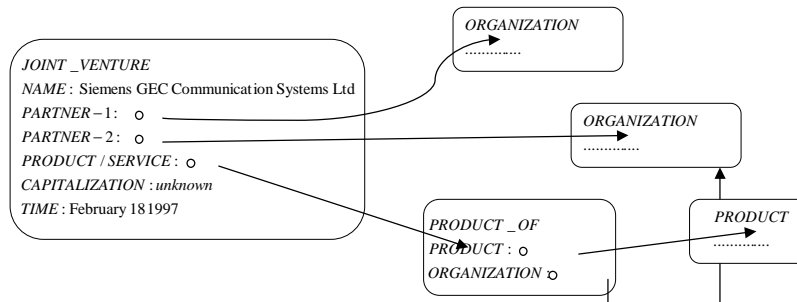 ORGANIZATION
..............
JOINT _VENTURE
NAME : Siemens GEC Communication Systems Ltd
PARTNER−1:
PARTNER−2:
PRODUCT / SERVICE :
CAPITALIZATION : unknown
TIME : February 18 1997
ORGANIZATION
..............
PRODUCT _OF
PRODUCT :
ORGANIZATION :
PRODUCT
..............